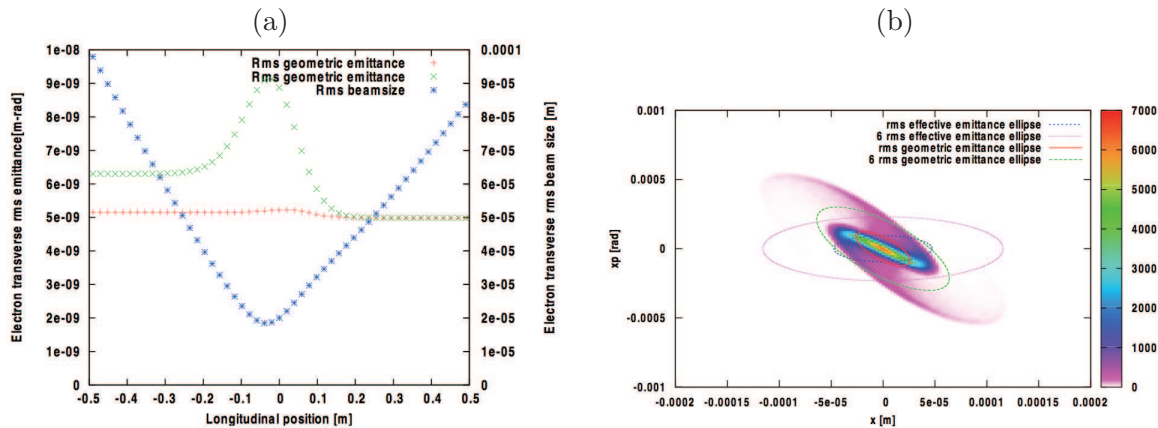 (a)
Electron transverse rms emittance[m-rad]
1e-08
9e-09
8e-09
7e-09
6e-09
5e-09
4e-09
3e-09
2e-09
1e-09
0
Rms geometric emittance
Rms geometric emittance
Rms beamsize
0.0001
9e-05
8e-05
7e-05
6e-05
5e-05
4e-05
3e-05
2e-05
1e-05
0
Electron transverse rms beam size [m]
-0.5 -0.4 -0.3 -0.2 -0.1 0 0.1 0.2 0.3 0.4 0.5
Longitudinal position [m]
(b)
xp [rad]
0.001
0.0005
0
-0.0005
-0.001
rms effective emittance ellipse
6 rms effective emittance ellipse
rms geometric emittance ellipse
6 rms geometric emittance ellipse
7000
6000
5000
4000
3000
2000
1000
0
-0.0002 -0.00015 -0.0001 -5e-05 0 5e-05 0.0001 0.00015 0.0002
x [m]